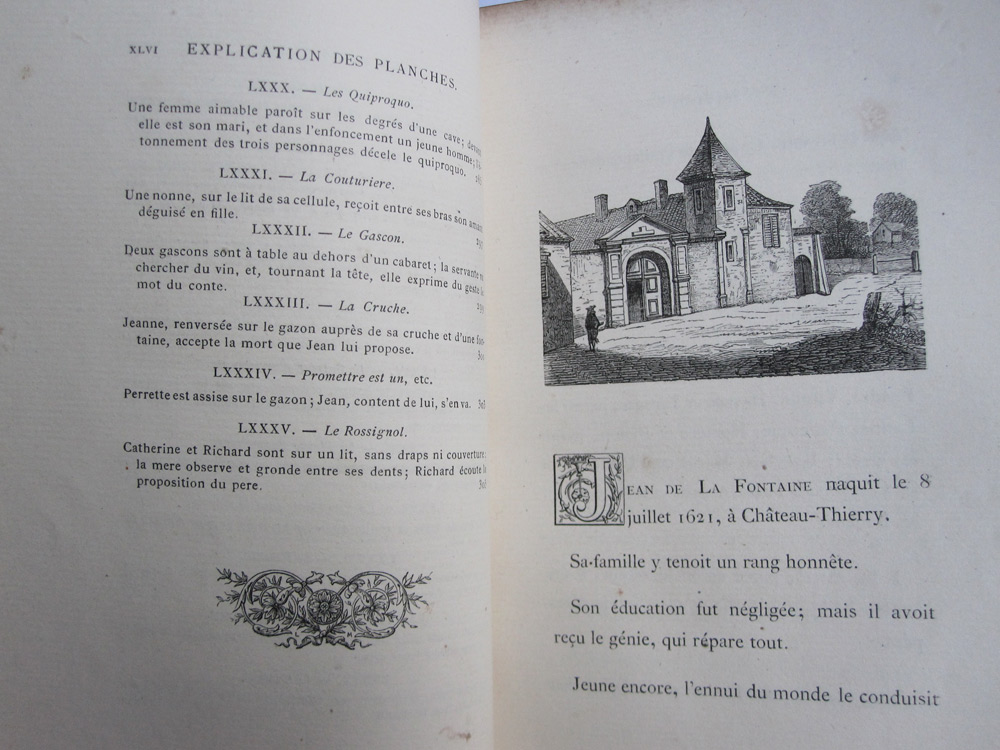 XLVI EXPLICATION DES PLANCHES.
LXXX. — Les Quiproquo.
Une femme aimable paroît sur les degrés d'une cave; devant
elle est son mari, et dans l'enfoncement un jeune homme; l'é-
tonnement des trois personnages décele le quiproquo.
LXXXI. — La Couturiere.
Une nonne, sur le lit de sa cellule, reçoit entre ses bras son amant
déguisé en fille.
LXXXII. — Le Gascon.
Deux gascons sont à table au dehors d'un cabaret; la servante
chercher du vin, et, tournant la tête, elle exprime du geste le
mot du conte.
LXXXIII. — La Cruche.
Jeanne, renversée sur le gazon auprès de sa cruche et d'une fon-
taine, accepte la mort que Jean lui propose.
LXXXIV. — Promettre est un, etc.
Perrette est assise sur le gazon; Jean, content de lui, s'en va.
LXXXV. — Le Rossignol.
Catherine et Richard sont sur un lit, sans draps ni couverture:
la mere observe et gronde entre ses dents; Richard écoute la
proposition du pere.
JEAN DE LA FONTAINE naquit le 8
juillet 1621, à Château-Thierry.
Sa famille y tenoit un rang honnête.
Son éducation fut négligée; mais il avoit
reçu le génie, qui répare tout.
Jeune encore, l'ennui du monde le conduisit